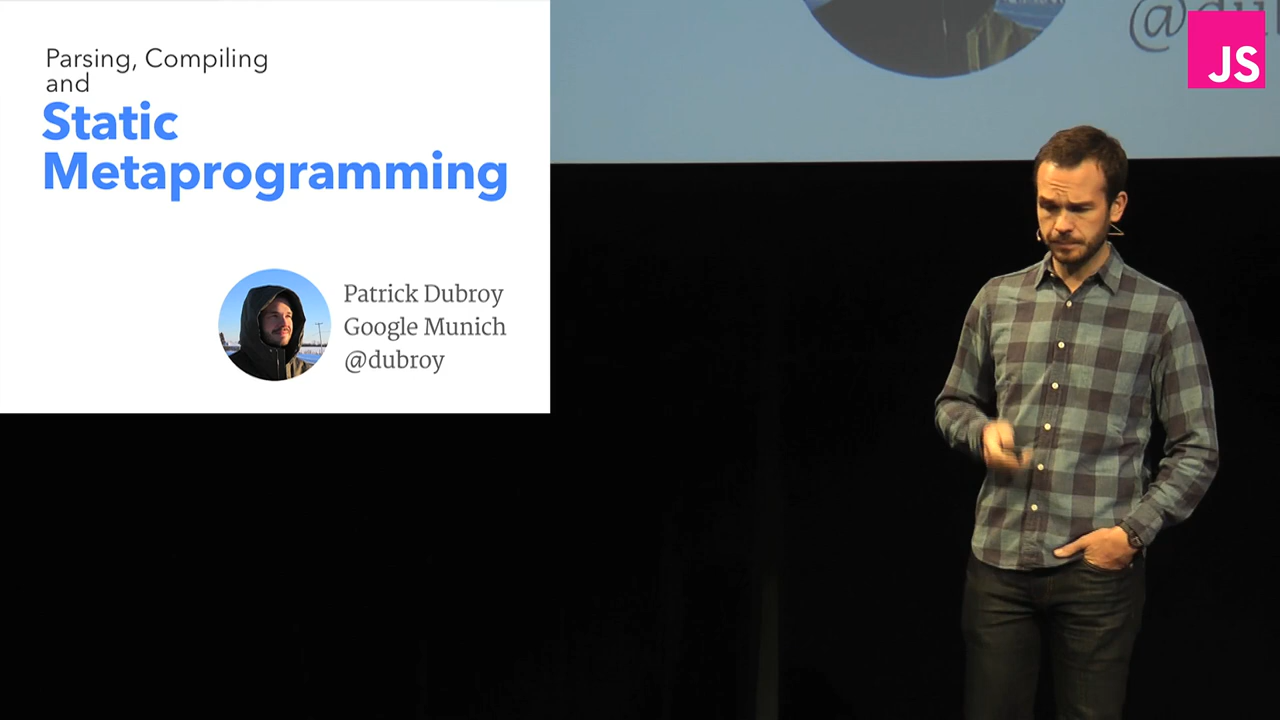 Parsing, Compiling
and
Static
Metaprogramming
Patrick Dubroy
Google Munich
@dubroy
JS